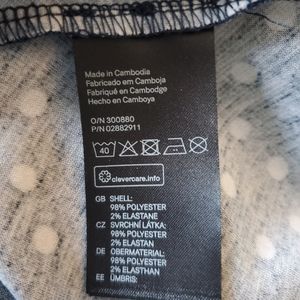 Made in Cambodia
Fabricado em Camboja
Fabriqué en Cambodge
Hecho en Camboya
O/N 300880
P/N 02882911
40
clevercare.info
GB SHELL:
98% POLYESTER
2% ELASTANE
CZ SVRCHNÍ LÁTKA:
98% POLYESTER
2% ELASTAN
DE OBERMATERIAL:
98% POLYESTER
2% ELASTHAN
EE ÜMBRIS: